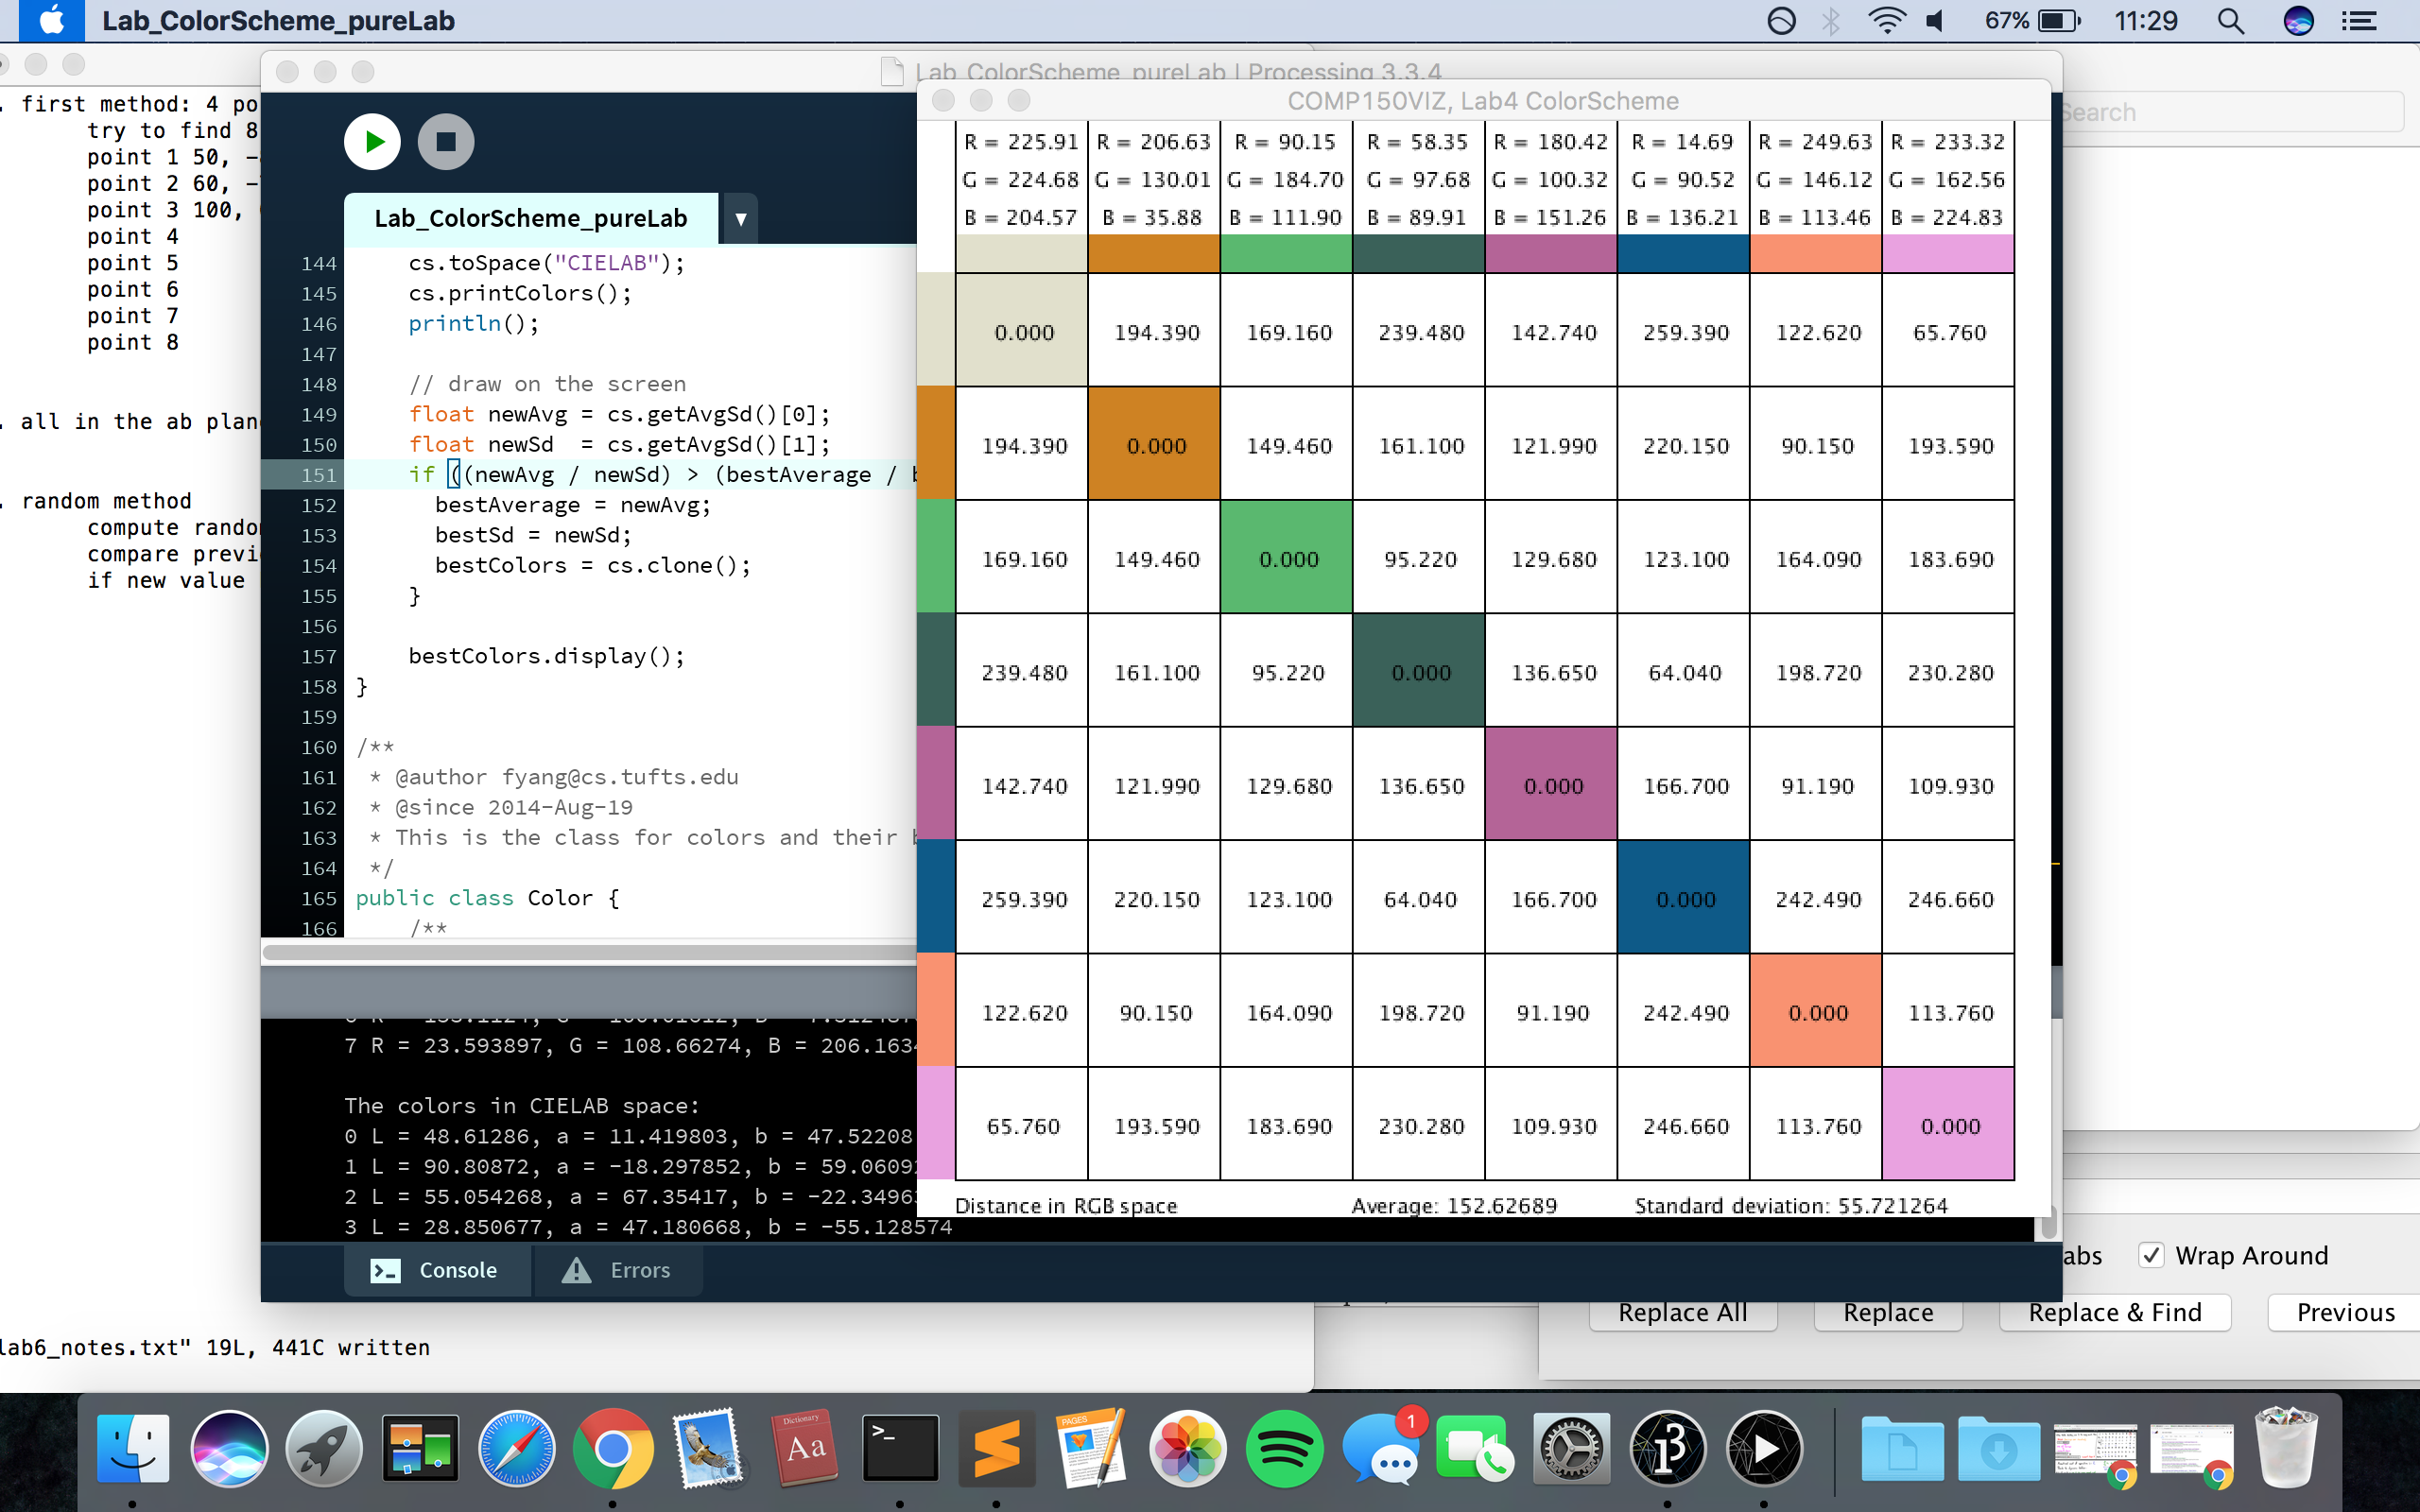 Lab_ColorScheme_pureLab
67%
11:29
first method: 4
try to find 8
point 1 50,
point 2 60,
point 3 100,
point 4
point 5
point 6
point 7
point 8
all in the ab
random method
compute
compare
if new value
lab6_notes.txt" 19L, 441C written
Lab_ColorScheme_pureLab | Processing 3.3.4
Lab_ColorScheme_pureLab
144 cs.toSpace("CIELAB");
145 cs.printColors();
146 println();
147
148 // draw on the screen
149 float newAvg = cs.getAvgSd()[0];
150 float newSd = cs.getAvgSd()[1];
151 if ((newAvg / newSd) > (bestAverage /
152 bestAverage = newAvg;
153 bestSd = newSd;
154 bestColors = cs.clone();
155 }
156
157 bestColors.display();
158 }
159
160 /**
161 * @author fyang@cs.tufts.edu
162 * @since 2014-Aug-19
163 * This is the class for colors and their
164 */
165 public class Color {
166 /**
7 R = 23.593897, G = 108.66274, B = 206.1634
The colors in CIELAB space:
0 L = 48.61286, a = 11.419803, b = 47.52208
1 L = 90.80872, a = -18.297852, b = 59.0609
2 L = 55.054268, a = 67.35417, b = -22.3496
3 L = 28.850677, a = 47.180668, b = -55.128574
Console
Errors
COMP150VIZ, Lab4 ColorScheme
R = 225.91 R = 206.63 R = 90.15 R = 58.35 R = 180.42 R = 14.69 R = 249.63 R = 233.32
G = 224.68 G = 130.01 G = 184.70 G = 97.68 G = 100.32 G = 90.52 G = 146.12 G = 162.56
B = 204.57 B = 35.88 B = 111.90 B = 89.91 B = 151.26 B = 136.21 B = 113.46 B = 224.83
0.000 194.390 169.160 239.480 142.740 259.390 122.620 65.760
194.390 0.000 149.460 161.100 121.990 220.150 90.150 193.590
169.160 149.460 0.000 95.220 129.680 123.100 164.090 183.690
239.480 161.100 95.220 0.000 136.650 64.040 198.720 230.280
142.740 121.990 129.680 136.650 0.000 166.700 91.190 109.930
259.390 220.150 123.100 64.040 166.700 0.000 242.490 246.660
122.620 90.150 164.090 198.720 91.190 242.490 0.000 113.760
65.760 193.590 183.690 230.280 109.930 246.660 113.760 0.000
Distance in RGB space Average: 152.62689 Standard deviation: 55.721264
Search
abs
Wrap Around
Replace All
Replace
Replace & Find
Previous
Dictionary
Aa
>_
PAGES
1